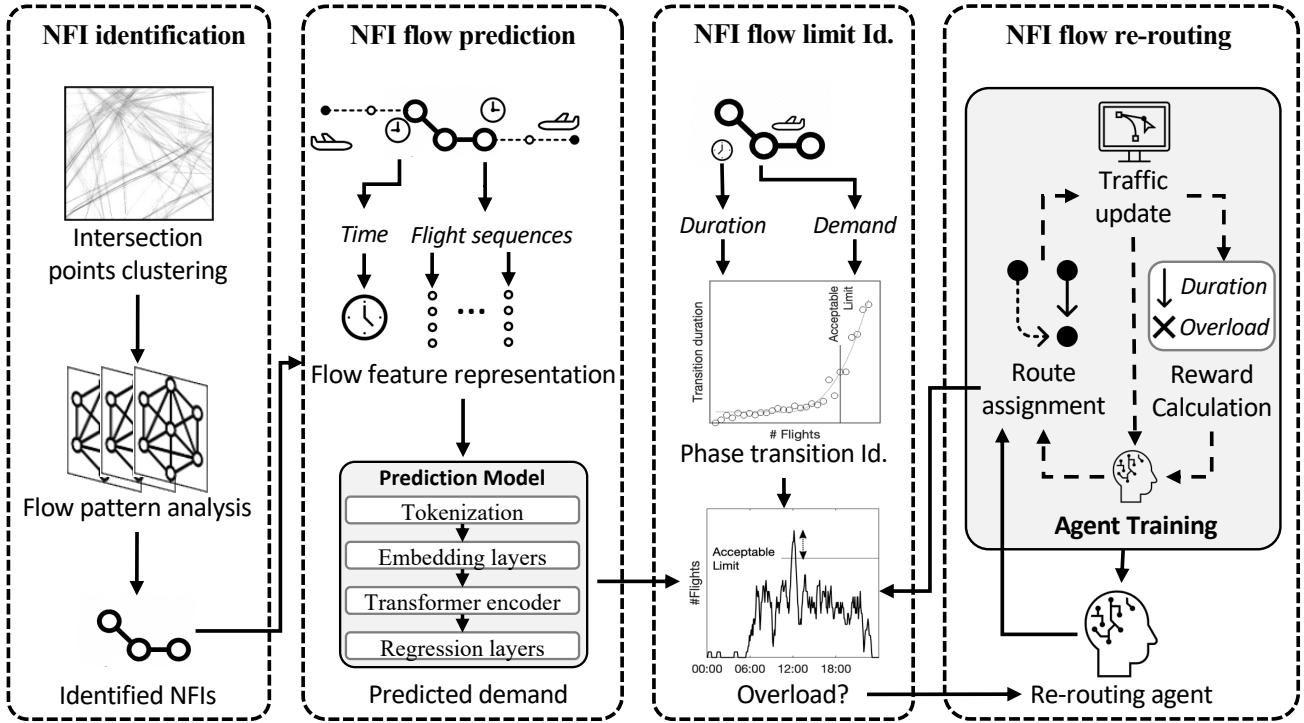 NFI identification
Intersection
points clustering
Flow pattern analysis
Identified NFIs
NFI flow prediction
Time
Flight sequences
...
Flow feature representation
Prediction Model
Tokenization
Embedding layers
Transformer encoder
Regression layers
Predicted demand
NFI flow limit Id.
Duration
Demand
Transition duration
Acceptable
Limit
# Flights
Phase transition Id.
Acceptable
Limit
#Flights
00:00 06:00 12:00 18:00
Overload?
NFI flow re-routing
Traffic
update
Duration
Overload
Route
assignment
Reward
Calculation
Agent Training
Re-routing agent